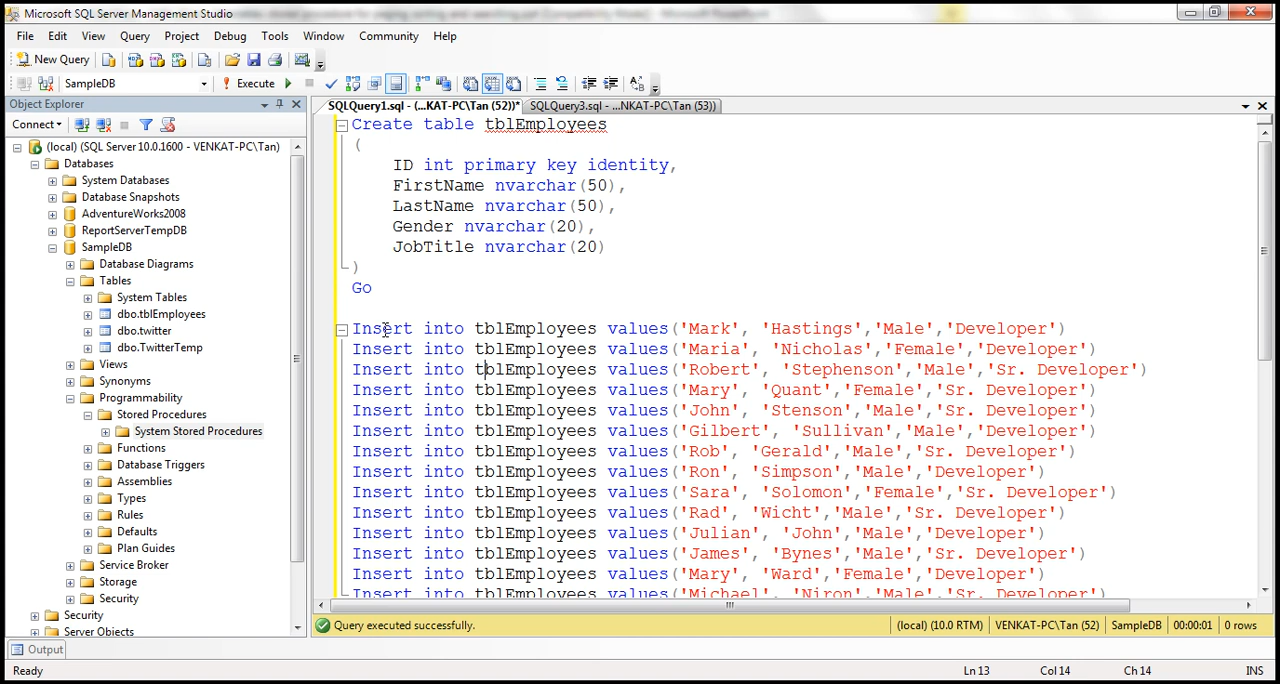 Microsoft SQL Server Management Studio
File Edit View Query Project Debug Tools Window Community Help
New Query
SampleDB Execute
Object Explorer
Connect
(local) (SQL Server 10.0.1600 - VENKAT-PC\Tan)
Databases
System Databases
Database Snapshots
AdventureWorks2008
ReportServerTempDB
SampleDB
Database Diagrams
Tables
System Tables
dbo.tblEmployees
dbo.twitter
dbo.TwitterTemp
Views
Synonyms
Programmability
Stored Procedures
System Stored Procedures
Functions
Database Triggers
Assemblies
Types
Rules
Defaults
Plan Guides
Service Broker
Storage
Security
Security
Server Objects
SQLQuery1.sql - (...KAT-PC\Tan (52))* SQLQuery3.sql - ...NKAT-PC\Tan (53))
Create table tblEmployees
(
ID int primary key identity,
FirstName nvarchar(50),
LastName nvarchar(50),
Gender nvarchar(20),
JobTitle nvarchar(20)
)
Go
Insert into tblEmployees values('Mark', 'Hastings','Male','Developer')
Insert into tblEmployees values('Maria', 'Nicholas','Female','Developer')
Insert into tblEmployees values('Robert', 'Stephenson','Male','Sr. Developer')
Insert into tblEmployees values('Mary', 'Quant','Female','Sr. Developer')
Insert into tblEmployees values('John', 'Stenson','Male','Sr. Developer')
Insert into tblEmployees values('Gilbert', 'Sullivan','Male','Developer')
Insert into tblEmployees values('Rob', 'Gerald','Male','Sr. Developer')
Insert into tblEmployees values('Ron', 'Simpson','Male','Developer')
Insert into tblEmployees values('Sara', 'Solomon','Female','Sr. Developer')
Insert into tblEmployees values('Rad', 'Wicht','Male','Sr. Developer')
Insert into tblEmployees values('Julian', 'John','Male','Developer')
Insert into tblEmployees values('James', 'Bynes','Male','Sr. Developer')
Insert into tblEmployees values('Mary', 'Ward','Female','Developer')
Insert into tblEmployees values('Michael', 'Niron','Male','Sr. Developer')
Query executed successfully. (local) (10.0 RTM) VENKAT-PC\Tan (52) SampleDB 00:00:01 0 rows
Output
Ready Ln 13 Col 14 Ch 14 INS